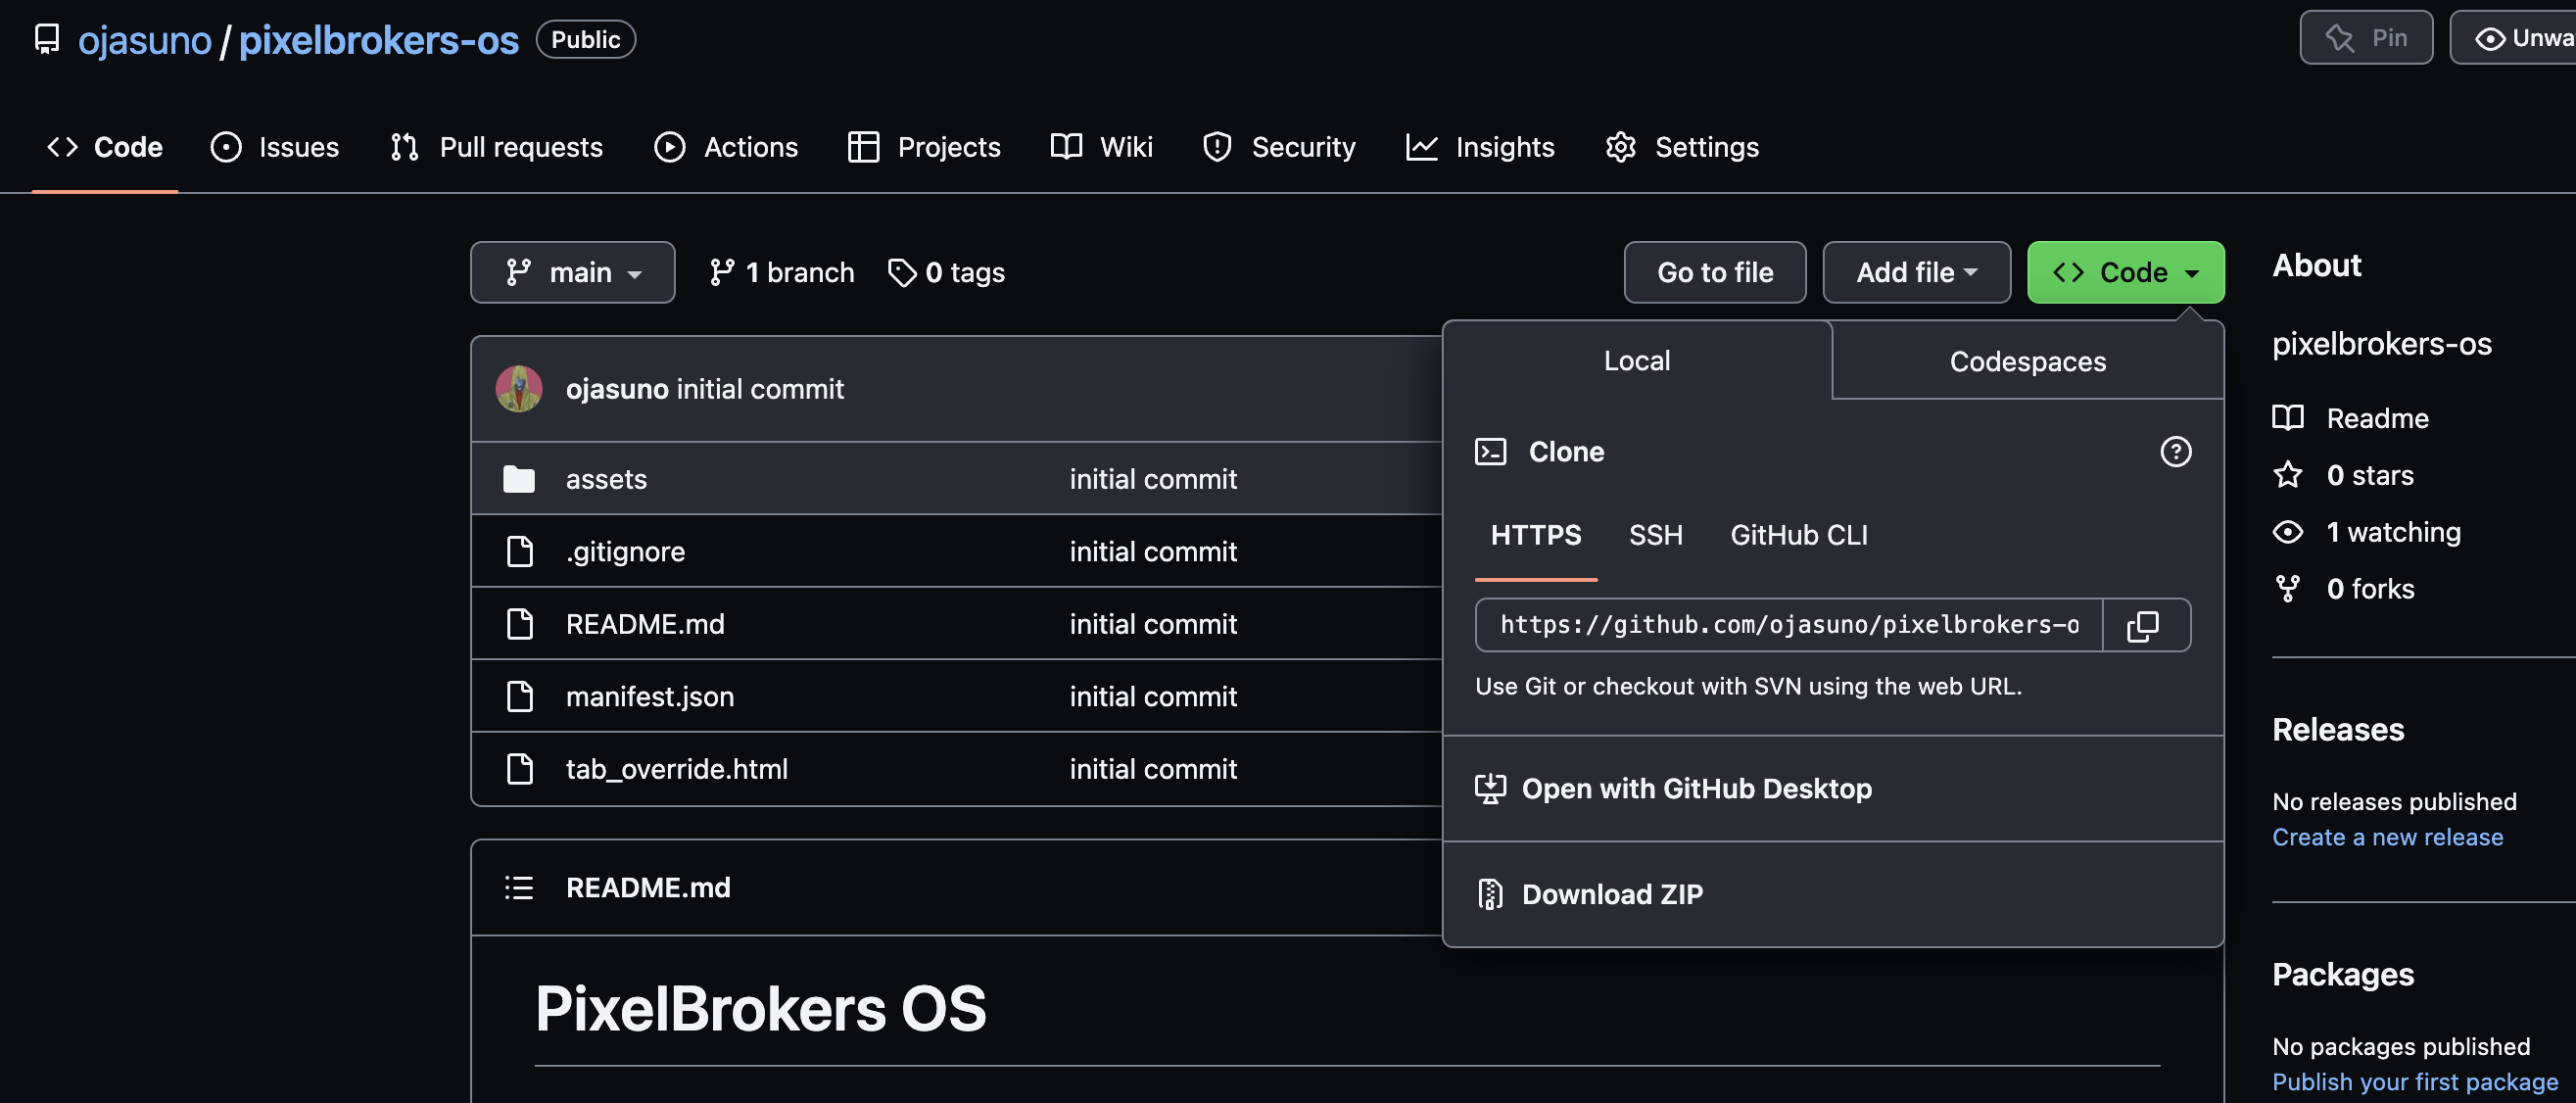 ojasuno / pixelbrokers-os Public
Pin
Unwa
Code Issues Pull requests Actions Projects Wiki Security Insights Settings
main 1 branch 0 tags
Go to file Add file Code
ojasuno initial commit
assets initial commit
.gitignore initial commit
README.md initial commit
manifest.json initial commit
tab_override.html initial commit
Local Codespaces
Clone
HTTPS SSH GitHub CLI
https://github.com/ojasuno/pixelbrokers-o
Use Git or checkout with SVN using the web URL.
Open with GitHub Desktop
Download ZIP
README.md
PixelBrokers OS
About
pixelbrokers-os
Readme
0 stars
1 watching
0 forks
Releases
No releases published
Create a new release
Packages
No packages published
Publish your first package